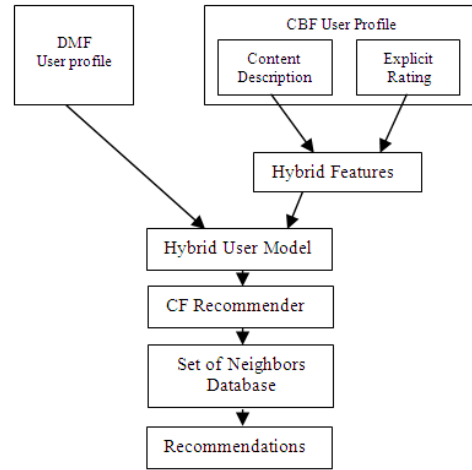 DMF
User profile
CBF User Profile
Content
Description
Explicit
Rating
Hybrid Features
Hybrid User Model
CF Recommender
Set of Neighbors
Database
Recommendations